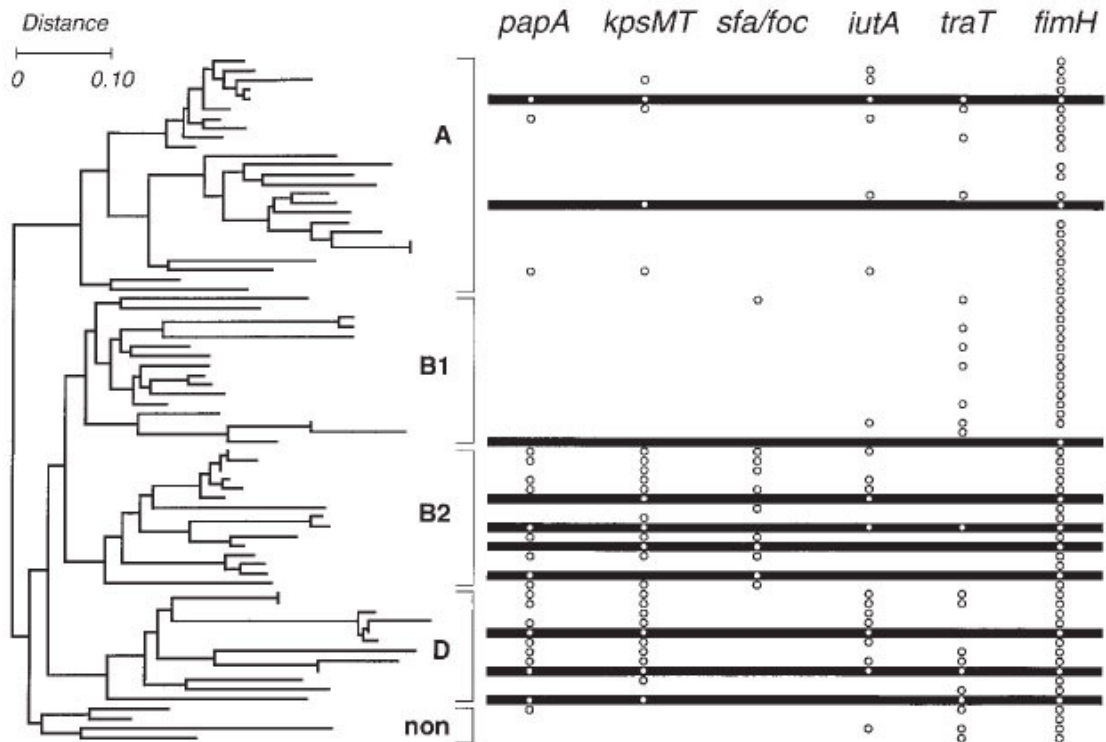 Distance
0 0.10
papA kpsMT sfa/foc iutA traT fimH
A
B1
B2
D
non